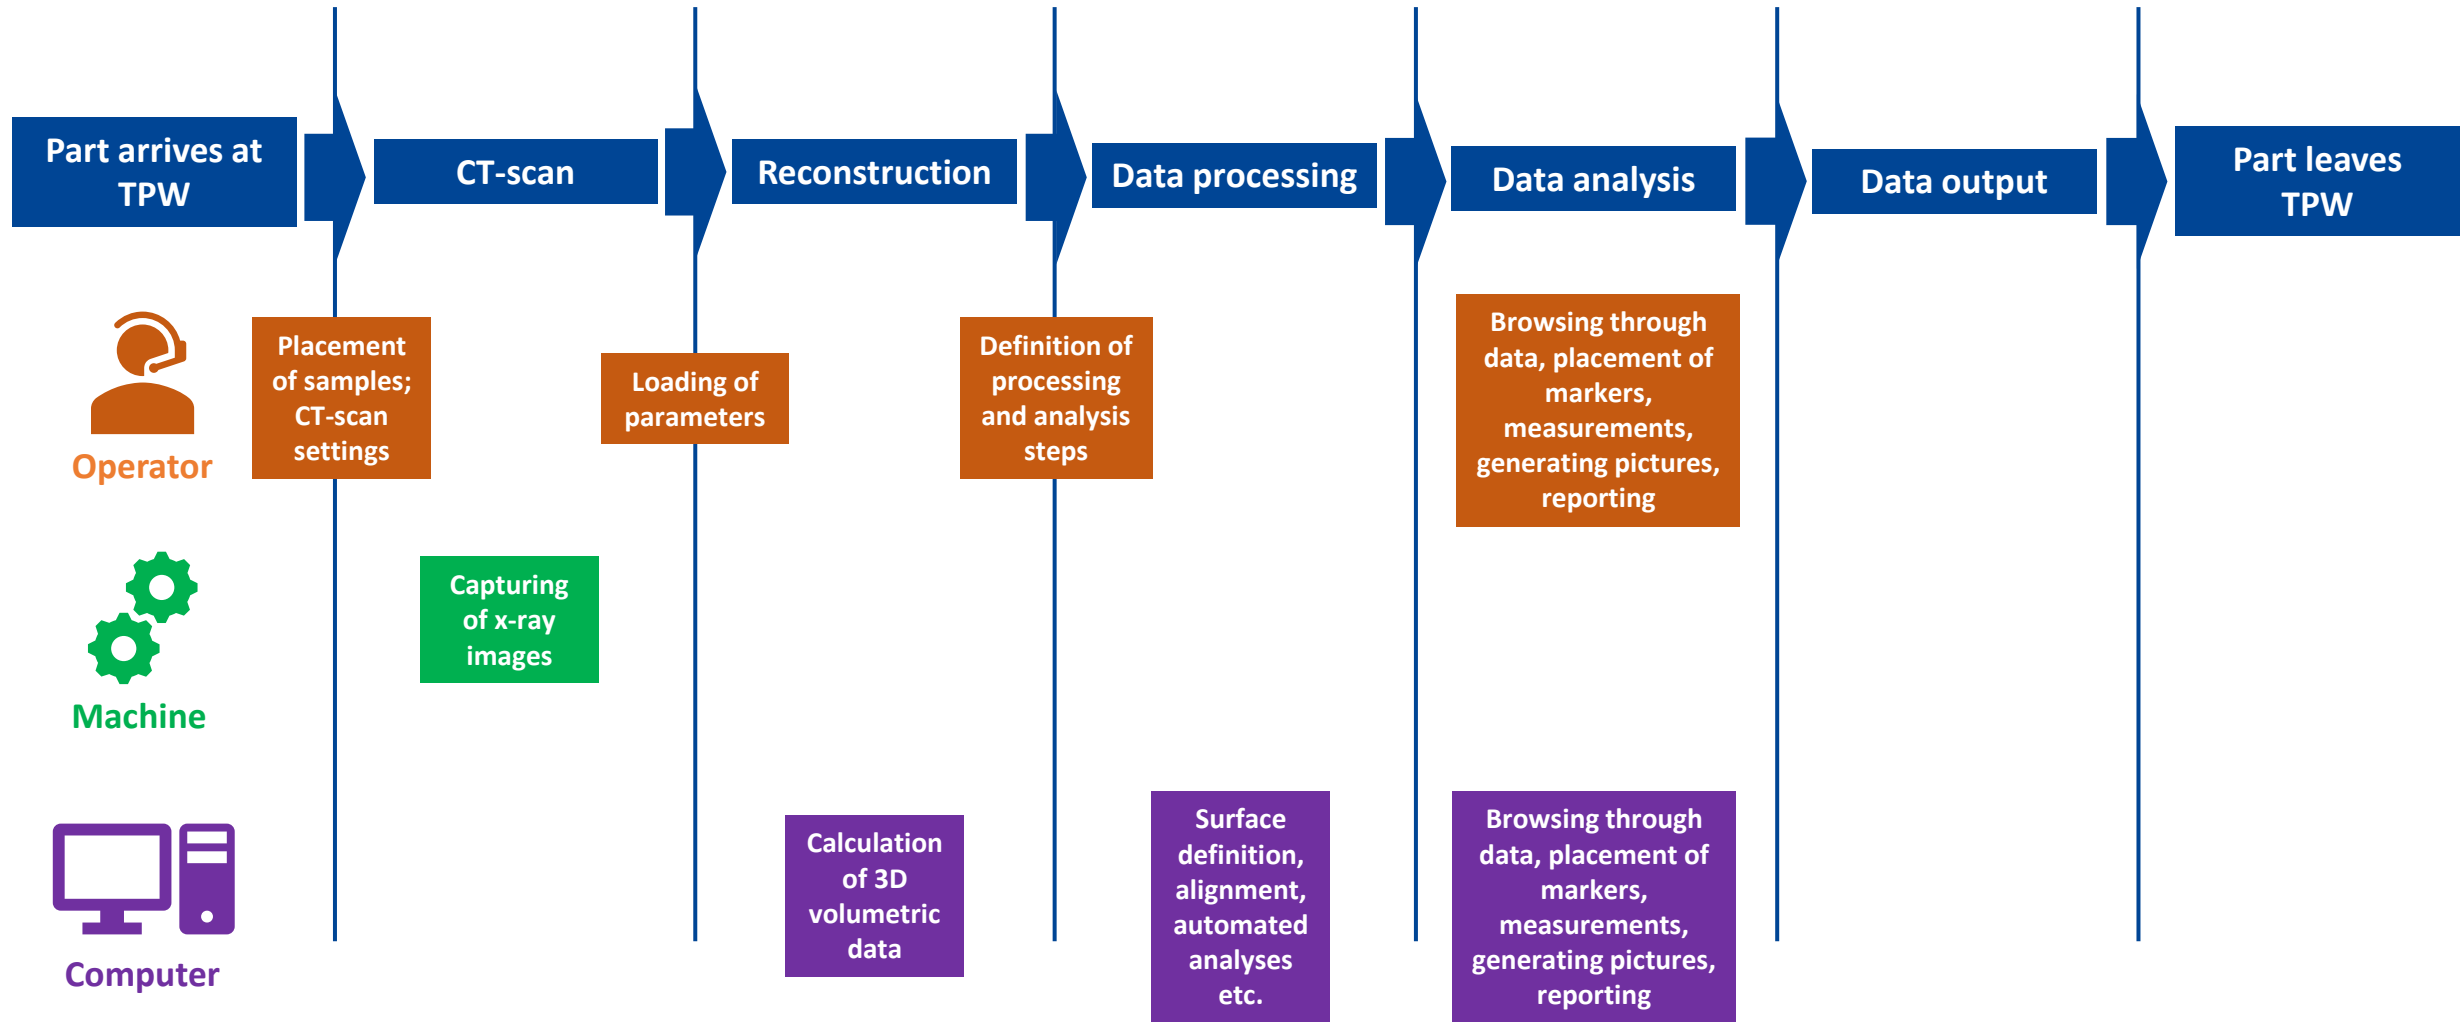 Part arrives at
TPW
CT-scan
Reconstruction
Data processing
Data analysis
Data output
Part leaves
TPW
Operator
Placement
of samples;
CT-scan
settings
Loading of
parameters
Definition of
processing
and analysis
steps
Browsing through
data, placement of
markers,
measurements,
generating pictures,
reporting
Machine
Capturing
of x-ray
images
Computer
Calculation
of 3D
volumetric
data
Surface
definition,
alignment,
automated
analyses
etc.
Browsing through
data, placement of
markers,
measurements,
generating pictures,
reporting